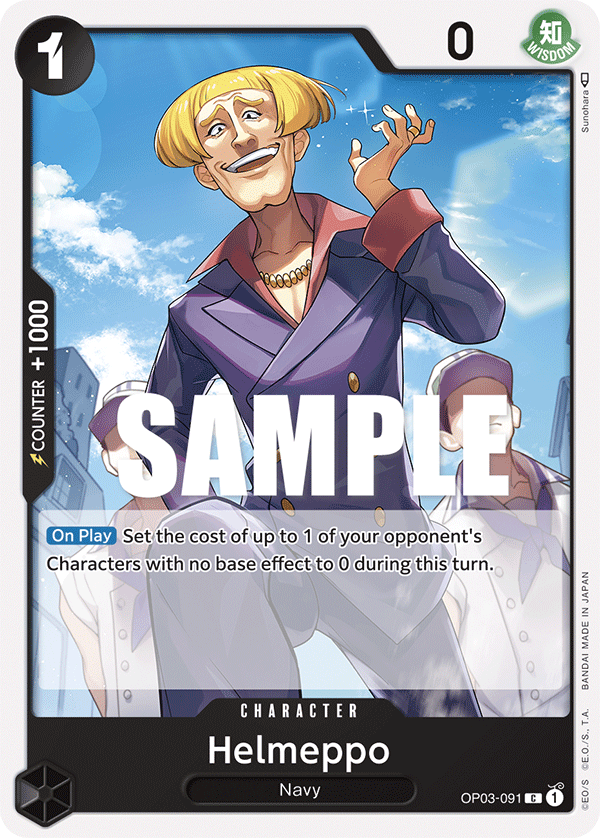 1
0
知
WISDOM
Sunohara
COUNTER +1000
SAMPLE
On Play Set the cost of up to 1 of your opponent's
Characters with no base effect to 0 during this turn.
CHARACTER
Helmeppo
Navy
OP03-091 C 1
©EO/S ©E.O./S., T.A. BANDAI MADE IN JAPAN